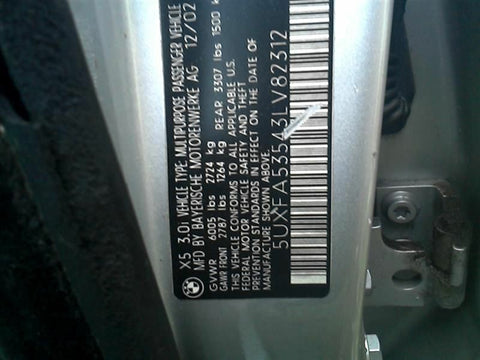 X5 3.0i VEHICLE TYPE: MULTIPURPOSE PASSENGER VEHICLE
MFD BY BAYERISCHE MOTORENWERKE AG 12/02
GVWR 6005 lbs 2724 kg
GAWR FRONT 2787 lbs 1264 kg REAR 3307 lbs 1500 k
THIS VEHICLE CONFORMS TO ALL APPLICABLE U.S.
FEDERAL MOTOR VEHICLE SAFETY AND THEFT
PREVENTION STANDARDS IN EFFECT ON THE DATE OF
MANUFACTURE SHOWN ABOVE.
5UXFA53543LV82312